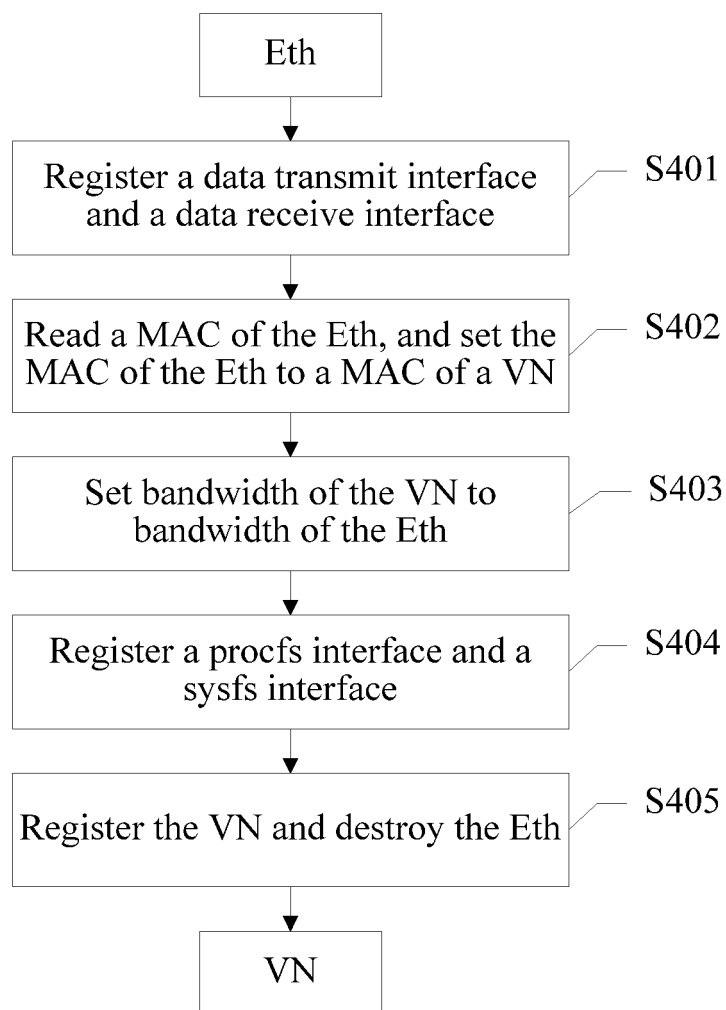 Eth
Register a data transmit interface
and a data receive interface
S401
Read a MAC of the Eth, and set the
MAC of the Eth to a MAC of a VN
S402
Set bandwidth of the VN to
bandwidth of the Eth
S403
Register a procfs interface and a
sysfs interface
S404
Register the VN and destroy the Eth
S405
VN